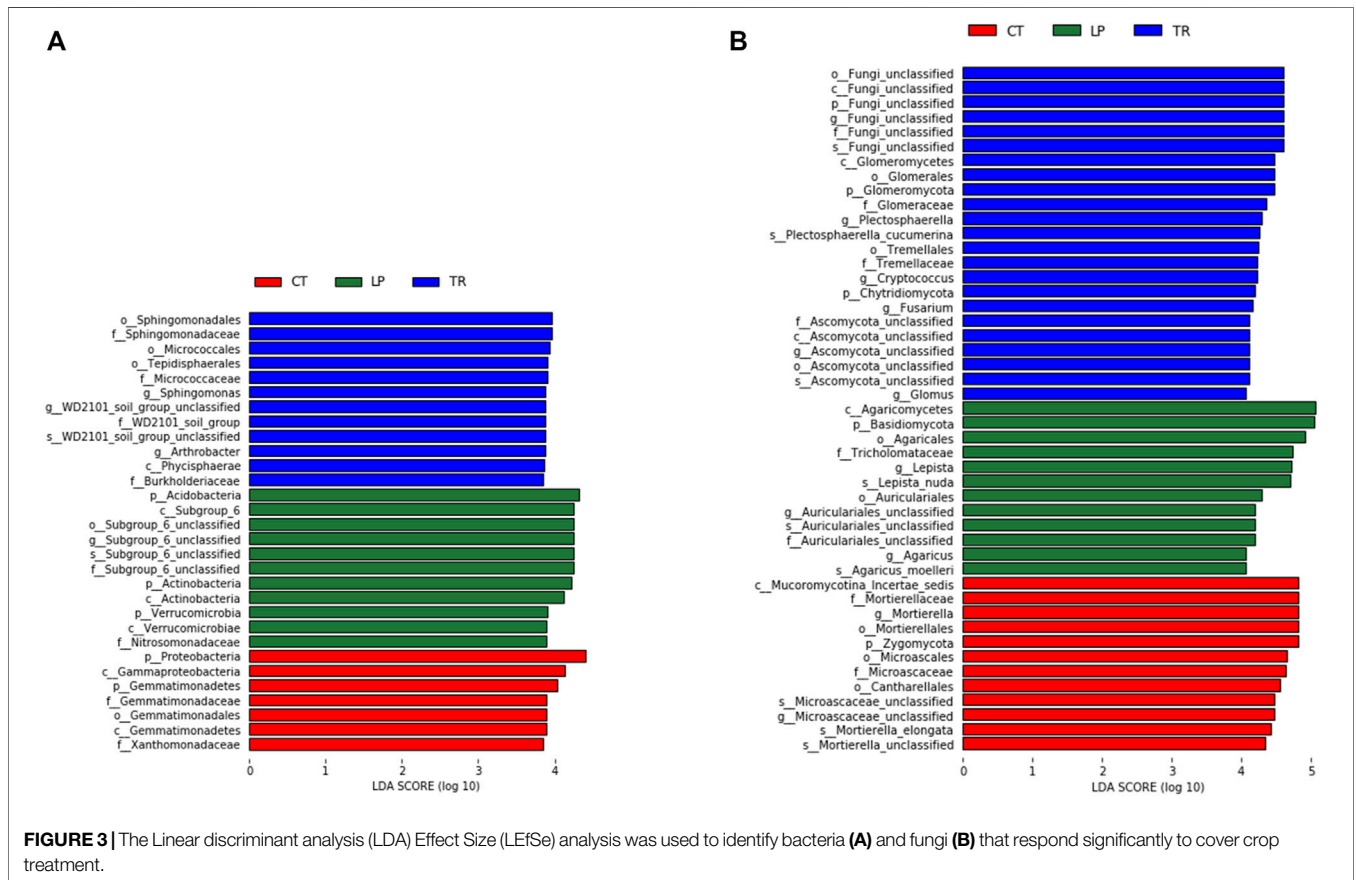 A
CT LP TR
o__Sphingomonadales
f__Sphingomonadaceae
o__Micrococcales
o__Tepidisphaerales
f__Micrococcaceae
g__Sphingomonas
g__WD2101_soil_group_unclassified
f__WD2101_soil_group
s__WD2101_soil_group_unclassified
g__Arthrobacter
c__Phycisphaerae
f__Burkholderiaceae
p__Acidobacteria
c__Subgroup_6
o__Subgroup_6_unclassified
g__Subgroup_6_unclassified
s__Subgroup_6_unclassified
f__Subgroup_6_unclassified
p__Actinobacteria
c__Actinobacteria
p__Verrucomicrobia
c__Verrucomicrobiae
f__Nitrosomonadaceae
p__Proteobacteria
c__Gammaproteobacteria
p__Gemmatimonadetes
f__Gemmatimonadaceae
o__Gemmatimonadales
c__Gemmatimonadetes
f__Xanthomonadaceae
0 1 2 3 4
LDA SCORE (log 10)
B
CT LP TR
o__Fungi_unclassified
c__Fungi_unclassified
p__Fungi_unclassified
g__Fungi_unclassified
f__Fungi_unclassified
s__Fungi_unclassified
c__Glomeromycetes
o__Glomerales
p__Glomeromycota
f__Glomeraceae
g__Plectosphaerella
s__Plectosphaerella_cucumerina
o__Tremellales
f__Tremellaceae
g__Cryptococcus
p__Chytridiomycota
g__Fusarium
f__Ascomycota_unclassified
c__Ascomycota_unclassified
g__Ascomycota_unclassified
o__Ascomycota_unclassified
s__Ascomycota_unclassified
g__Glomus
c__Agaricomycetes
p__Basidiomycota
o__Agaricales
f__Tricholomataceae
g__Lepista
s__Lepista_nuda
o__Auriculariales
g__Auriculariales_unclassified
s__Auriculariales_unclassified
f__Auriculariales_unclassified
g__Agaricus
s__Agaricus_moelleri
c__Mucoromycotina_Incertae_sedis
f__Mortierellaceae
g__Mortierella
o__Mortierellales
p__Zygomycota
o__Microascales
f__Microascaceae
o__Cantharellales
s__Microascaceae_unclassified
g__Microascaceae_unclassified
s__Mortierella_elongata
s__Mortierella_unclassified
0 1 2 3 4 5
LDA SCORE (log 10)
FIGURE 3 | The Linear discriminant analysis (LDA) Effect Size (LEfSe) analysis was used to identify bacteria (A) and fungi (B) that respond significantly to cover crop
treatment.